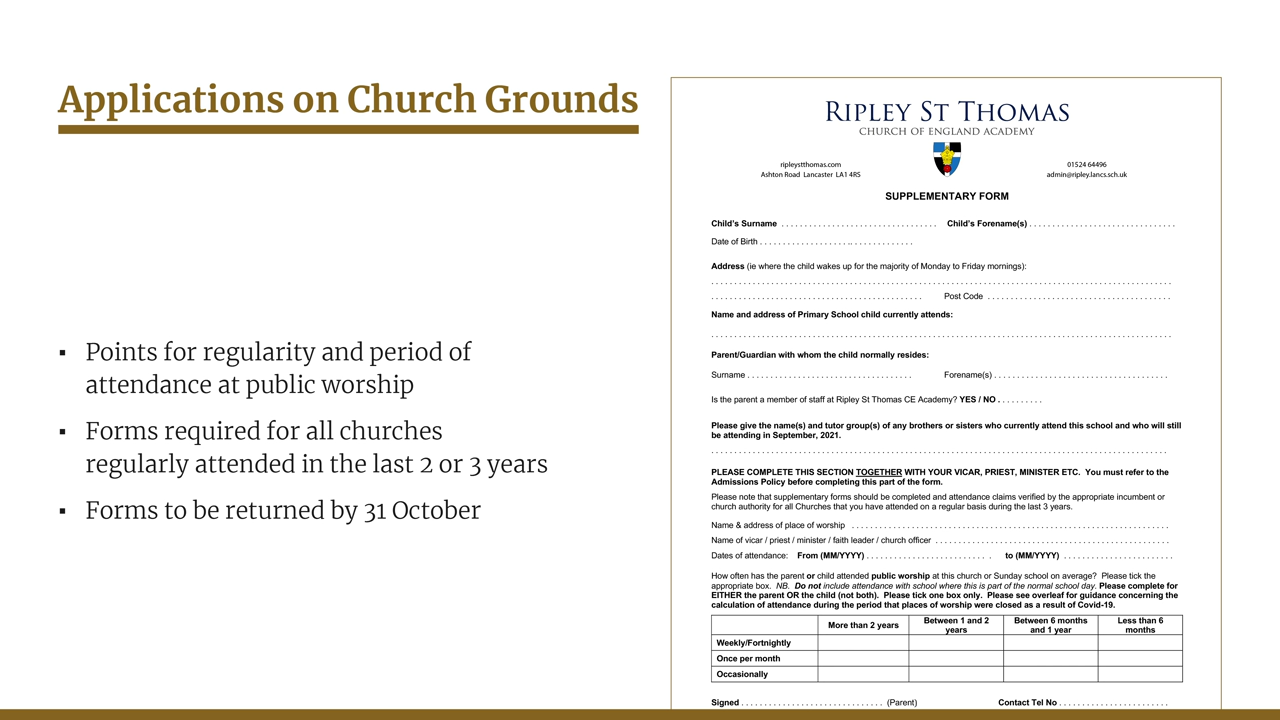 Applications on Church Grounds
▪ Points for regularity and period of
attendance at public worship
▪ Forms required for all churches
regularly attended in the last 2 or 3 years
▪ Forms to be returned by 31 October
RIPLEY ST THOMAS
CHURCH OF ENGLAND ACADEMY
ripleystthomas.com
Ashton Road Lancaster LA1 4RS
01524 64496
admin@ripley.lancs.sch.uk
SUPPLEMENTARY FORM
Child's Surname . . . . . . . . . . . . . . . . . . . . . . . . . . . . . . . . . . Child's Forename(s) . . . . . . . . . . . . . . . . . . . . . . . . . . . . . . . .
Date of Birth . . . . . . . . . . . . . . . . . . . .. . . . . . . . . . . . . . .
Address (ie where the child wakes up for the majority of Monday to Friday mornings):
. . . . . . . . . . . . . . . . . . . . . . . . . . . . . . . . . . . . . . . . . . . . . . . . . . . . . . . . . . . . . . . . . . . . . . . . . . . . . . . . . . . . . . . . . . . . . . . . . . . .
. . . . . . . . . . . . . . . . . . . . . . . . . . . . . . . . . . . . . . . . . . . . . . Post Code . . . . . . . . . . . . . . . . . . . . . . . . . . . . . . . . . . . . . . . .
Name and address of Primary School child currently attends:
. . . . . . . . . . . . . . . . . . . . . . . . . . . . . . . . . . . . . . . . . . . . . . . . . . . . . . . . . . . . . . . . . . . . . . . . . . . . . . . . . . . . . . . . . . . . . . . . . . . .
Parent/Guardian with whom the child normally resides:
Surname . . . . . . . . . . . . . . . . . . . . . . . . . . . . . . . . . . . . Forename(s) . . . . . . . . . . . . . . . . . . . . . . . . . . . . . . . . . . . . . .
Is the parent a member of staff at Ripley St Thomas CE Academy? YES / NO . . . . . . . . . .
Please give the name(s) and tutor group(s) of any brothers or sisters who currently attend this school and who will still
be attending in September, 2021.
. . . . . . . . . . . . . . . . . . . . . . . . . . . . . . . . . . . . . . . . . . . . . . . . . . . . . . . . . . . . . . . . . . . . . . . . . . . . . . . . . . . . . . . . . . . . . . . . . . .
PLEASE COMPLETE THIS SECTION TOGETHER WITH YOUR VICAR, PRIEST, MINISTER ETC. You must refer to the
Admissions Policy before completing this part of the form.
Please note that supplementary forms should be completed and attendance claims verified by the appropriate incumbent or
church authority for all Churches that you have attended on a regular basis during the last 3 years.
Name & address of place of worship . . . . . . . . . . . . . . . . . . . . . . . . . . . . . . . . . . . . . . . . . . . . . . . . . . . . . . . . . . . . . . . . . . . . .
Name of vicar / priest / minister / faith leader / church officer . . . . . . . . . . . . . . . . . . . . . . . . . . . . . . . . . . . . . . . . . . . . . . . . . . .
Dates of attendance: From (MM/YYYY) . . . . . . . . . . . . . . . . . . . . . . . . . . . to (MM/YYYY) . . . . . . . . . . . . . . . . . . . . . . . .
How often has the parent or child attended public worship at this church or Sunday school on average? Please tick the
appropriate box. NB. Do not include attendance with school where this is part of the normal school day. Please complete for
EITHER the parent OR the child (not both). Please tick one box only. Please see overleaf for guidance concerning the
calculation of attendance during the period that places of worship were closed as a result of Covid-19.
More than 2 years Between 1 and 2 years Between 6 months and 1 year Less than 6 months
Weekly/Fortnightly
Once per month
Occasionally
Signed . . . . . . . . . . . . . . . . . . . . . . . . . . . . . . . (Parent) Contact Tel No . . . . . . . . . . . . . . . . . . . . . . . .